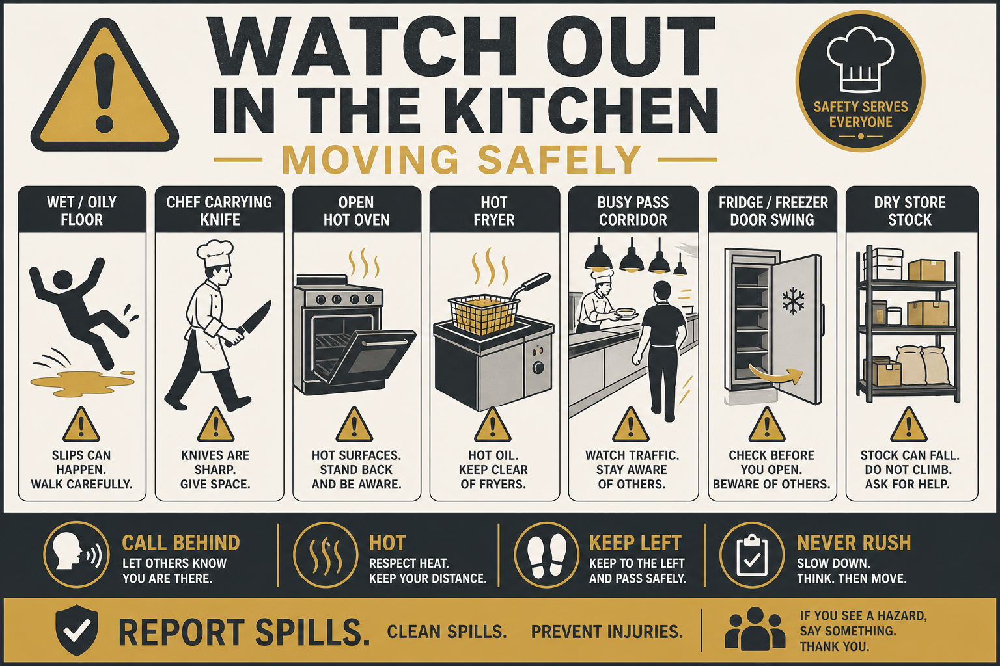 WATCH OUT
IN THE KITCHEN
MOVING SAFELY
SAFETY SERVES
EVERYONE
WET / OILY
FLOOR
SLIPS CAN
HAPPEN.
WALK CAREFULLY.
CHEF CARRYING
KNIFE
KNIVES ARE
SHARP.
GIVE SPACE.
OPEN
HOT OVEN
HOT SURFACES.
STAND BACK
AND BE AWARE.
HOT
FRYER
HOT OIL.
KEEP CLEAR
OF FRYERS.
BUSY PASS
CORRIDOR
WATCH TRAFFIC.
STAY AWARE
OF OTHERS.
FRIDGE / FREEZER
DOOR SWING
CHECK BEFORE
YOU OPEN.
BEWARE OF OTHERS.
DRY STORE
STOCK
STOCK CAN FALL.
DO NOT CLIMB.
ASK FOR HELP.
CALL BEHIND
LET OTHERS KNOW
YOU ARE THERE.
HOT
RESPECT HEAT.
KEEP YOUR DISTANCE.
KEEP LEFT
KEEP TO THE LEFT
AND PASS SAFELY.
NEVER RUSH
SLOW DOWN.
THINK. THEN MOVE.
REPORT SPILLS. CLEAN SPILLS. PREVENT INJURIES.
IF YOU SEE A HAZARD,
SAY SOMETHING.
THANK YOU.